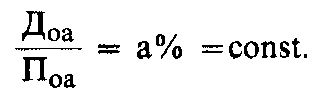 Доа
Поа = a% = const.